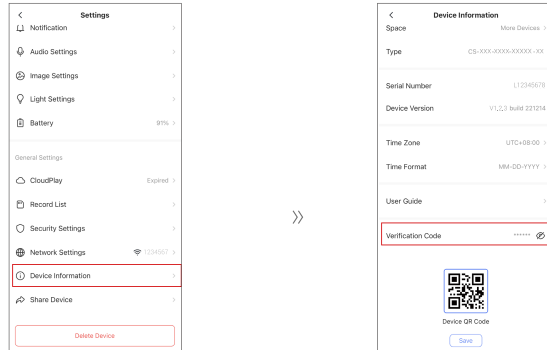 Settings
Notification
Audio Settings
Image Settings
Light Settings
Battery 91%
General Settings
CloudPlay Expired
Record List
Security Settings
Network Settings 1234567
Device Information
Share Device
Delete Device
Device Information
Space More Devices
Type CS-XXX-XXXX-XXXXX-XX
Serial Number L12345678
Device Version V1.2.3 build 221214
Time Zone UTC+08:00
Time Format MM-DD-YYYY
User Guide
Verification Code ******
Device QR Code
Save